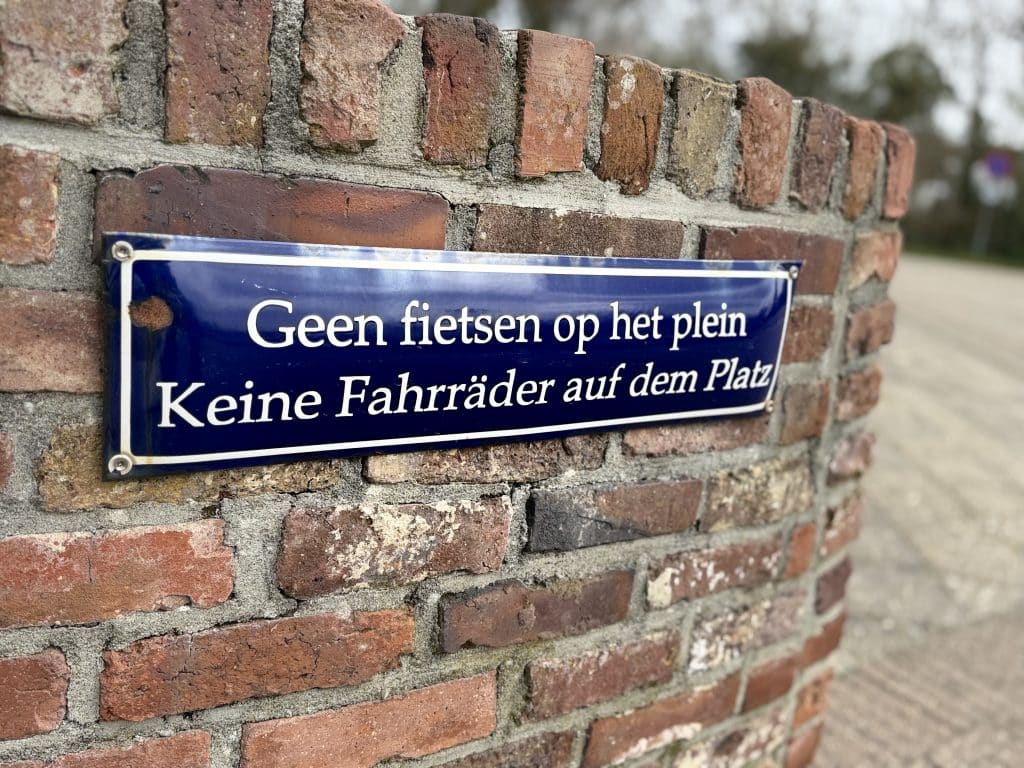 Geen fietsen op het plein
Keine Fahrräder auf dem Platz